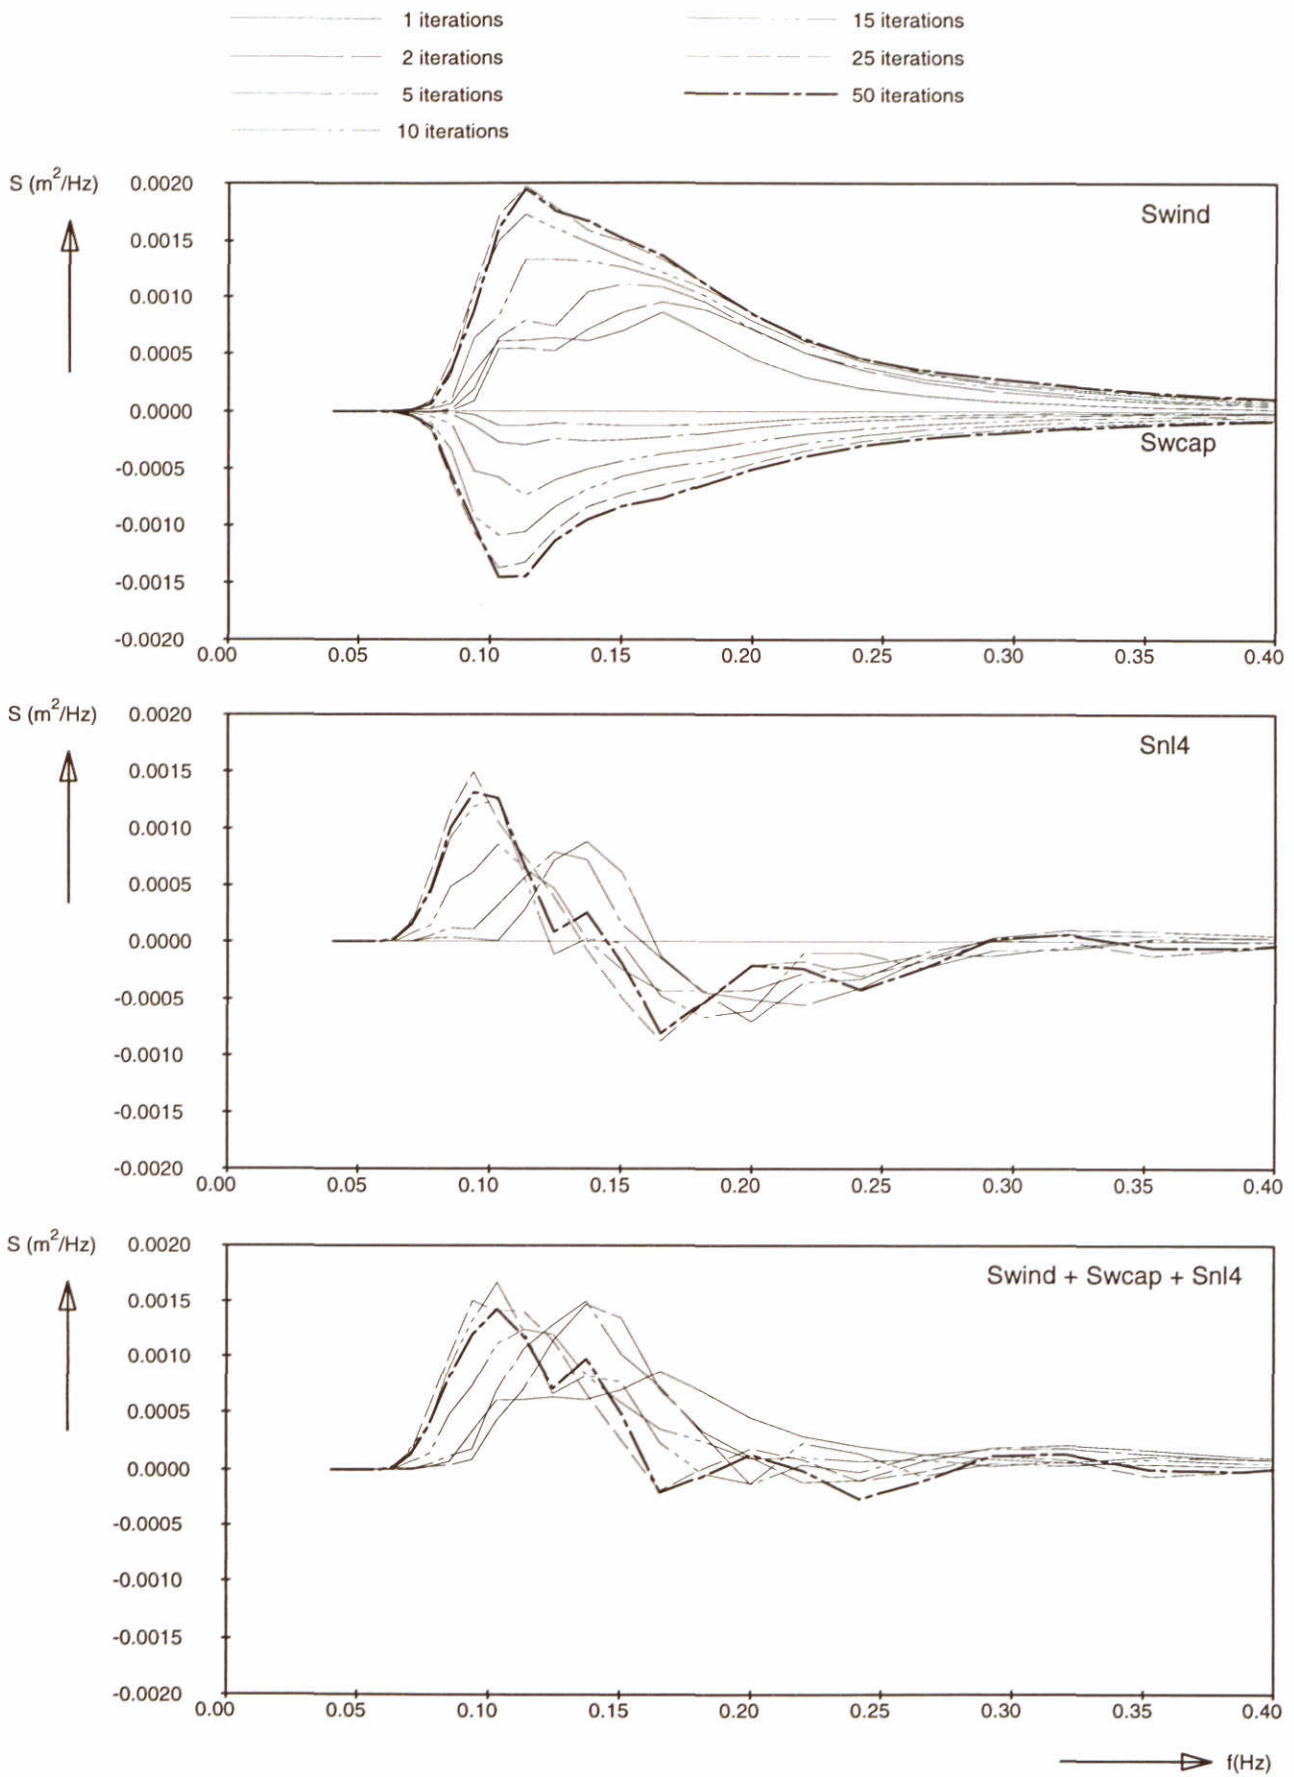 1 iterations
15 iterations
2 iterations
25 iterations
5 iterations
50 iterations
10 iterations
S (m²/Hz)
0.0020
0.0015
0.0010
0.0005
0.0000
-0.0005
-0.0010
-0.0015
-0.0020
Swind
Swcap
0.00 0.05 0.10 0.15 0.20 0.25 0.30 0.35 0.40
S (m²/Hz)
0.0020
0.0015
0.0010
0.0005
0.0000
-0.0005
-0.0010
-0.0015
-0.0020
Snl4
0.00 0.05 0.10 0.15 0.20 0.25 0.30 0.35 0.40
S (m²/Hz)
0.0020
0.0015
0.0010
0.0005
0.0000
-0.0005
-0.0010
-0.0015
-0.0020
Swind + Swcap + Snl4
0.00 0.05 0.10 0.15 0.20 0.25 0.30 0.35 0.40
f(Hz)